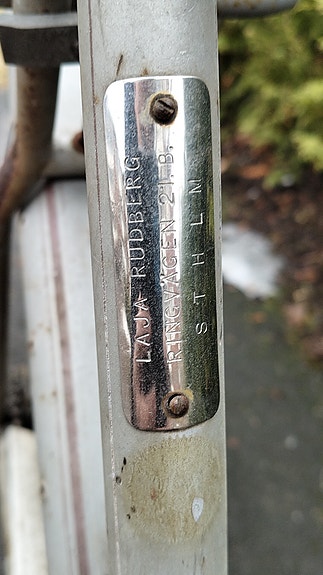 LAJA RUDBERG
RINGVÄGEN 21.B.
STHLM